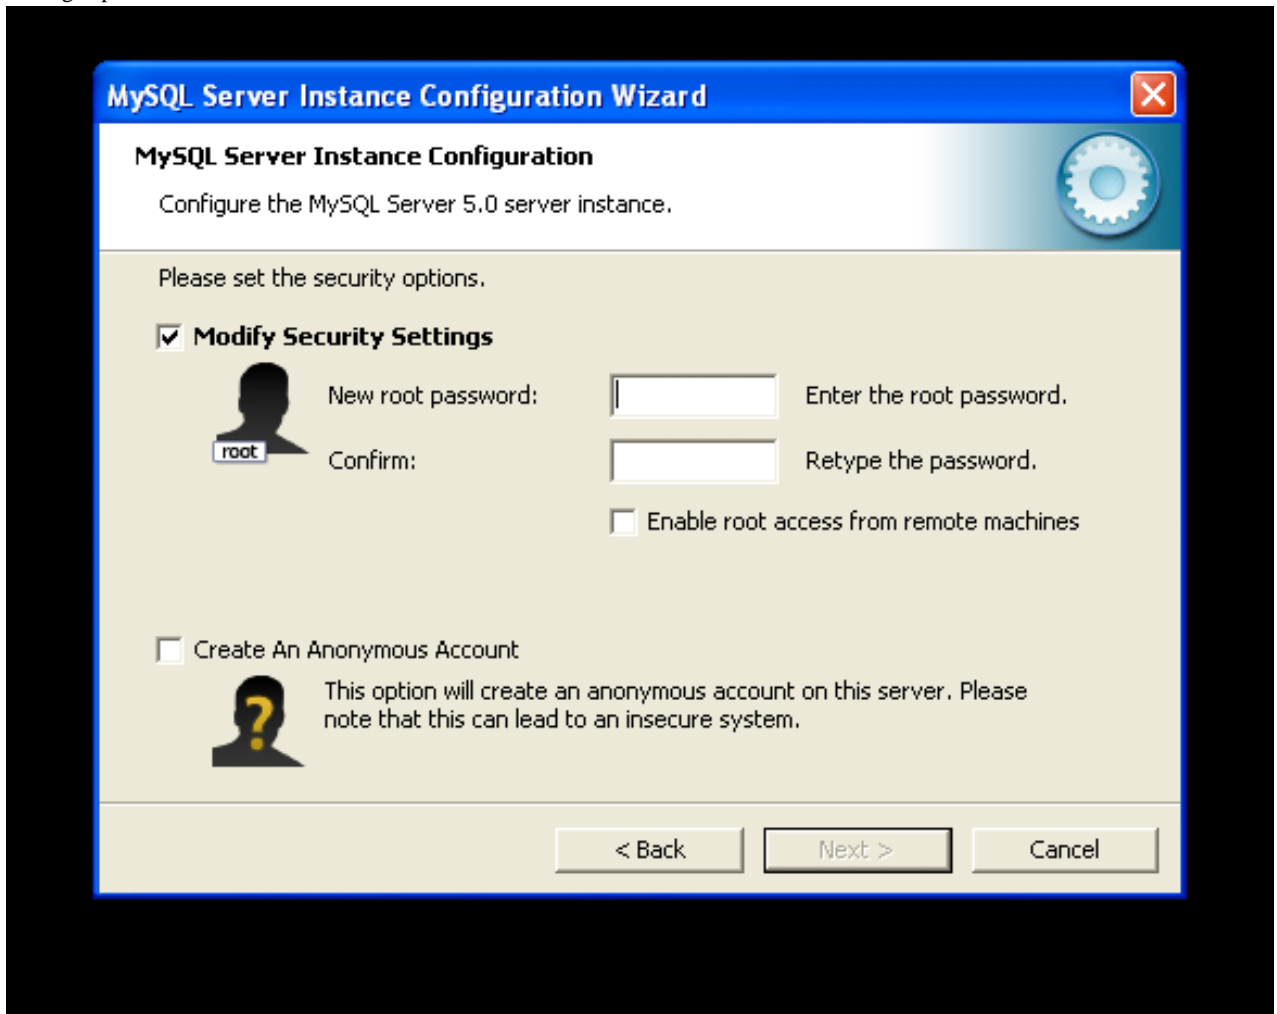 MySQL Server Instance Configuration Wizard
MySQL Server Instance Configuration
Configure the MySQL Server 5.0 server instance.
Please set the security options.
Modify Security Settings
New root password: Enter the root password.
root
Confirm: Retype the password.
Enable root access from remote machines
Create An Anonymous Account
This option will create an anonymous account on this server. Please
note that this can lead to an insecure system.
?
< Back Next > Cancel